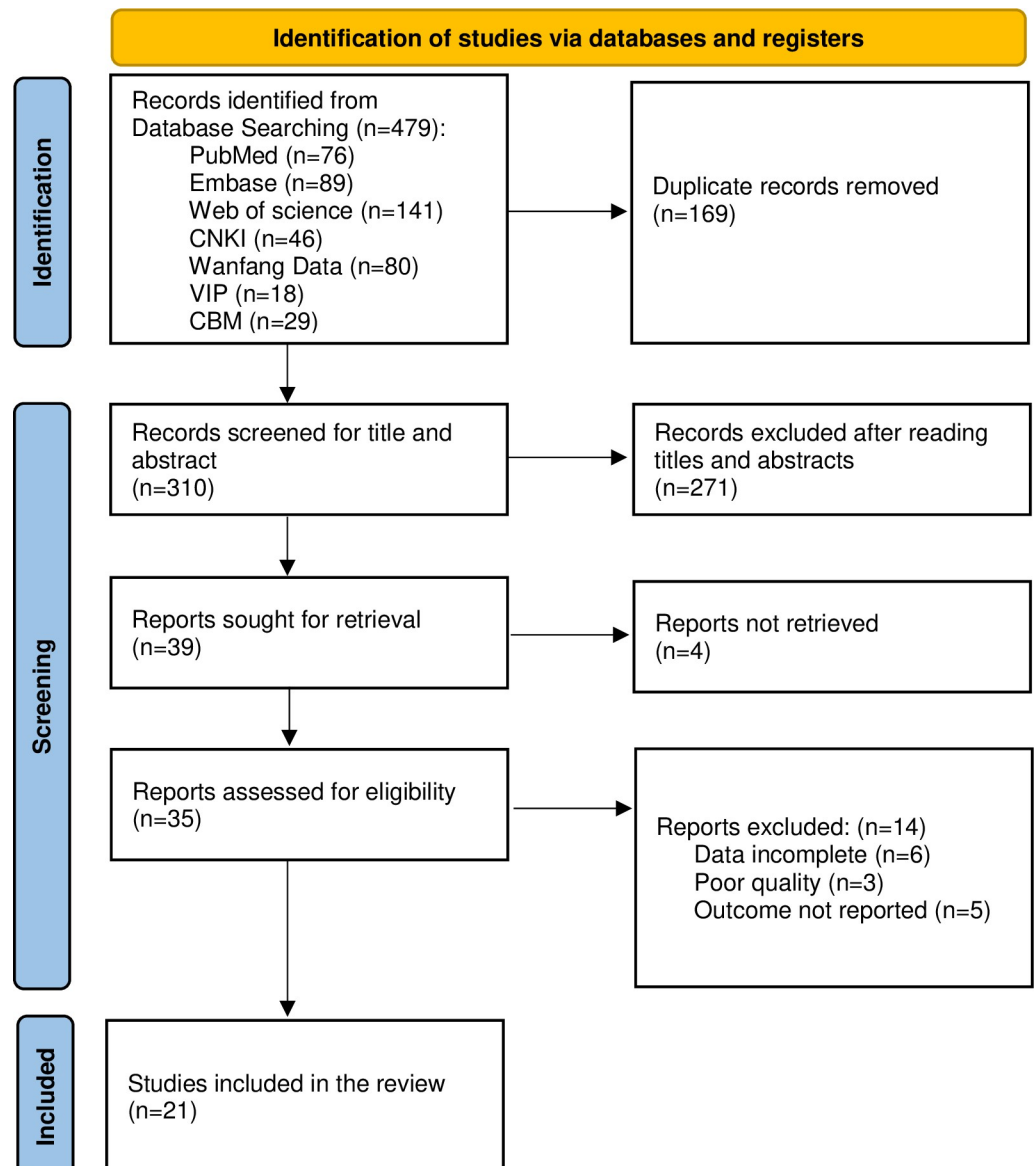 Identification of studies via databases and registers
Identification
Records identified from
Database Searching (n=479):
PubMed (n=76)
Embase (n=89)
Web of science (n=141)
CNKI (n=46)
Wanfang Data (n=80)
VIP (n=18)
CBM (n=29)
Duplicate records removed
(n=169)
Screening
Records screened for title and
abstract
(n=310)
Records excluded after reading
titles and abstracts
(n=271)
Reports sought for retrieval
(n=39)
Reports not retrieved
(n=4)
Reports assessed for eligibility
(n=35)
Reports excluded: (n=14)
Data incomplete (n=6)
Poor quality (n=3)
Outcome not reported (n=5)
Included
Studies included in the review
(n=21)